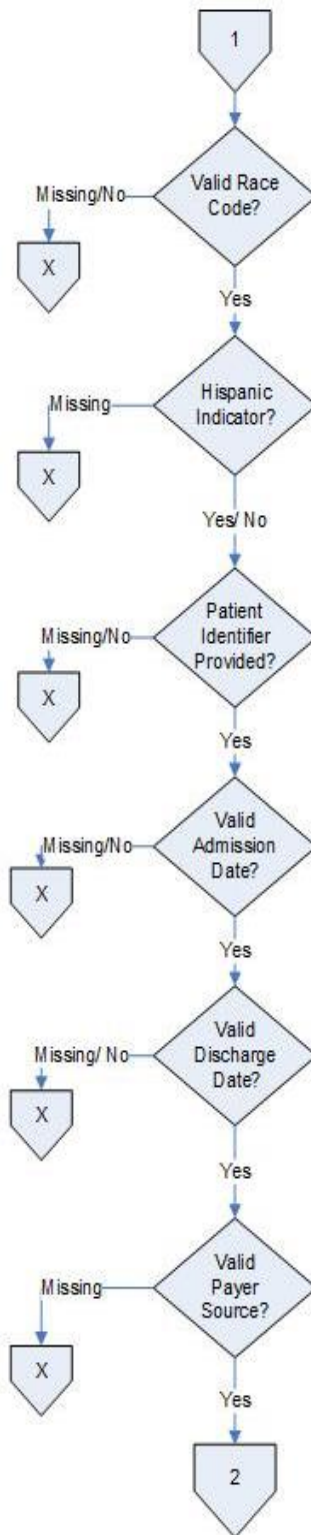 1
Valid Race
Code?
Missing/No
X
Yes
Hispanic
Indicator?
Missing
X
Yes/ No
Patient
Identifier
Provided?
Missing/No
X
Yes
Valid
Admission
Date?
Missing/No
X
Yes
Valid
Discharge
Date?
Missing/ No
X
Yes
Valid
Payer
Source?
Missing
X
Yes
2